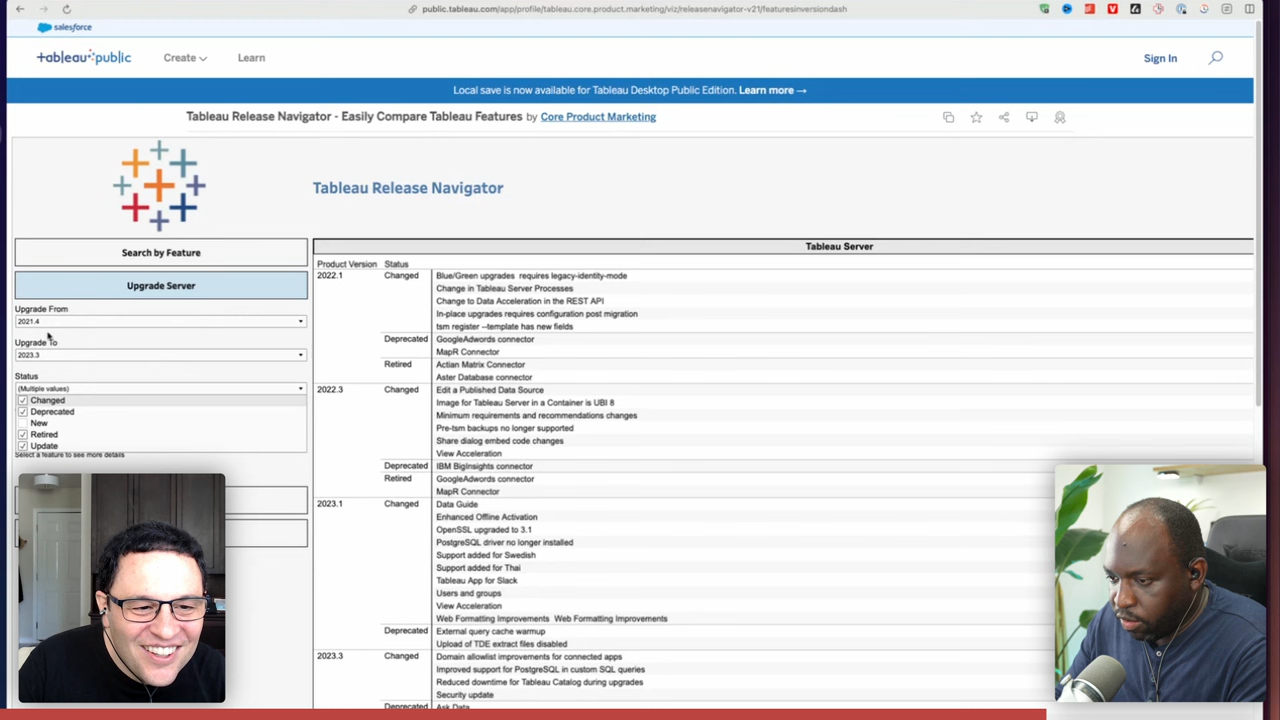 public.tableau.com/app/profile/tableau.core.product.marketing/viz/releasenavigator-v21/featuresinversiondash
salesforce
+tableau public
Create
Learn
Sign In
Local save is now available for Tableau Desktop Public Edition. Learn more →
Tableau Release Navigator - Easily Compare Tableau Features by Core Product Marketing
Tableau Release Navigator
Search by Feature
Upgrade Server
Upgrade From
2021.4
Upgrade To
2023.3
Status
(Multiple values)
Changed
Deprecated
New
Retired
Update
Select a feature to see more details
Tableau Server
Product Version Status
2022.1 Changed Blue/Green upgrades requires legacy-identity-mode
Change in Tableau Server Processes
Change to Data Acceleration in the REST API
In-place upgrades requires configuration post migration
tsm register --template has new fields
Deprecated GoogleAdwords connector
MapR Connector
Retired Actian Matrix Connector
Aster Database connector
2022.3 Changed Edit a Published Data Source
Image for Tableau Server in a Container is UBI 8
Minimum requirements and recommendations changes
Pre-tsm backups no longer supported
Share dialog embed code changes
View Acceleration
Deprecated IBM BigInsights connector
Retired GoogleAdwords connector
MapR Connector
2023.1 Changed Data Guide
Enhanced Offline Activation
OpenSSL upgraded to 3.1
PostgreSQL driver no longer installed
Support added for Swedish
Support added for Thai
Tableau App for Slack
Users and groups
View Acceleration
Web Formatting Improvements Web Formatting Improvements
Deprecated External query cache warmup
Upload of TDE extract files disabled
2023.3 Changed Domain allowlist improvements for connected apps
Improved support for PostgreSQL in custom SQL queries
Reduced downtime for Tableau Catalog during upgrades
Security update
Deprecated Ask Data